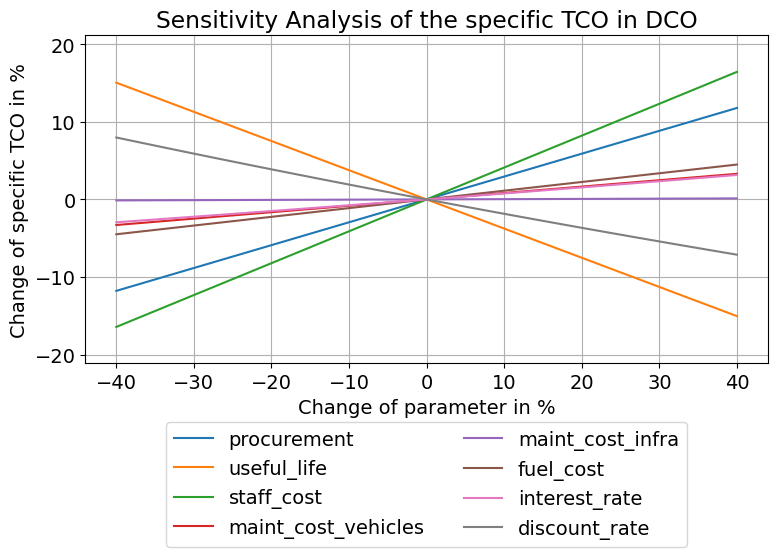 Sensitivity Analysis of the specific TCO in DCO
Change of specific TCO in %
20
10
0
−10
−20
−40 −30 −20 −10 0 10 20 30 40
Change of parameter in %
procurement
useful_life
staff_cost
maint_cost_vehicles
maint_cost_infra
fuel_cost
interest_rate
discount_rate